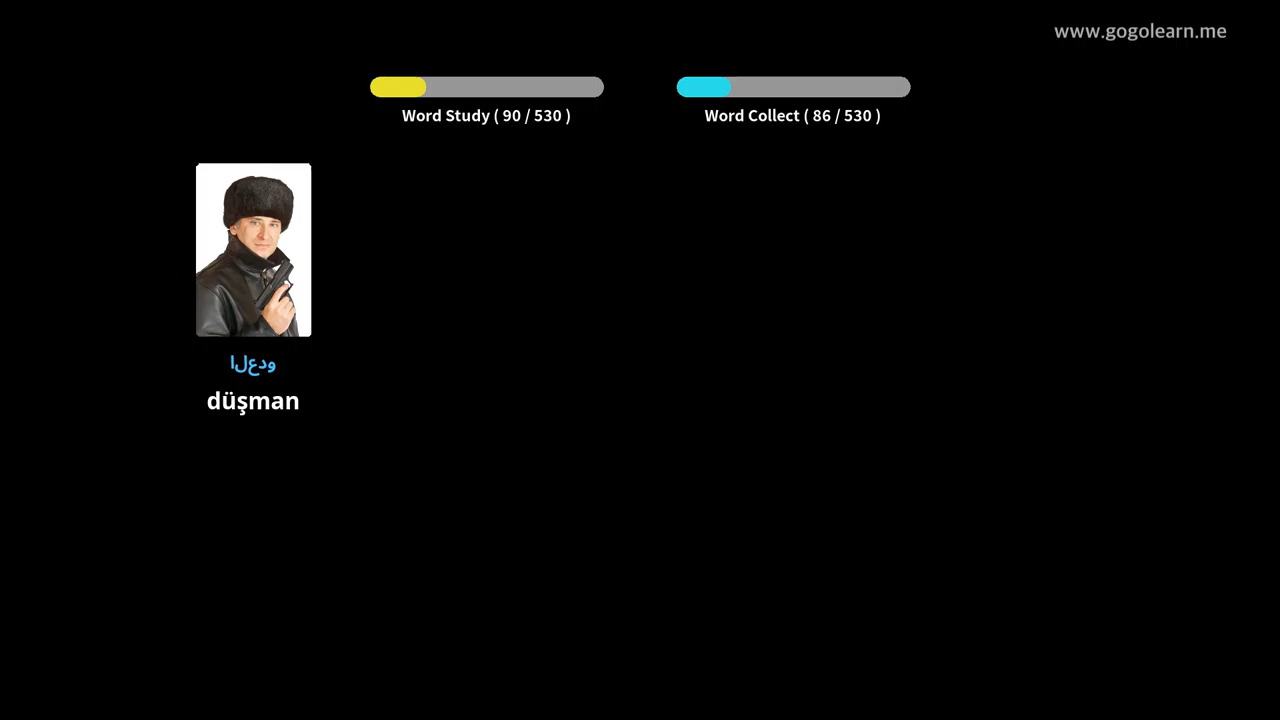 www.gogolearn.me
Word Study ( 90 / 530 )
Word Collect ( 86 / 530 )
العدو
düşman